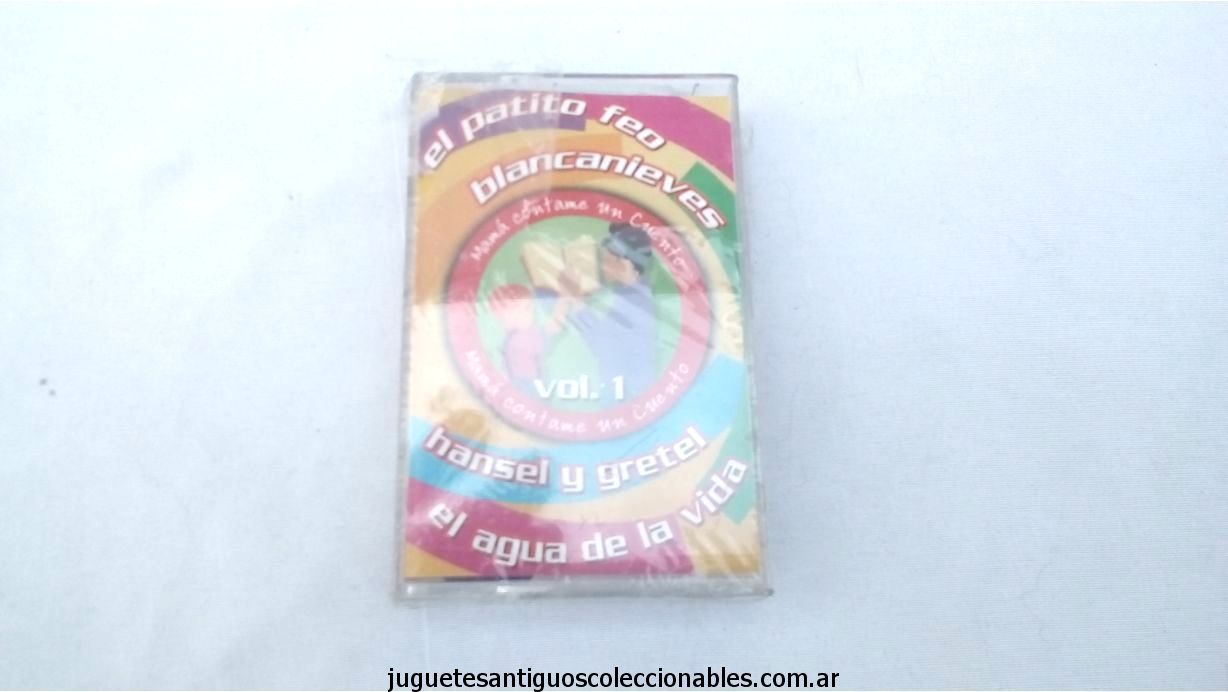 el patito feo
blancanieves
Mamá contame un Cuento
vol. 1
Mamá contame un Cuento
hansel y gretel
el agua de la vida
juguetesantiguoscoleccionables.com.ar